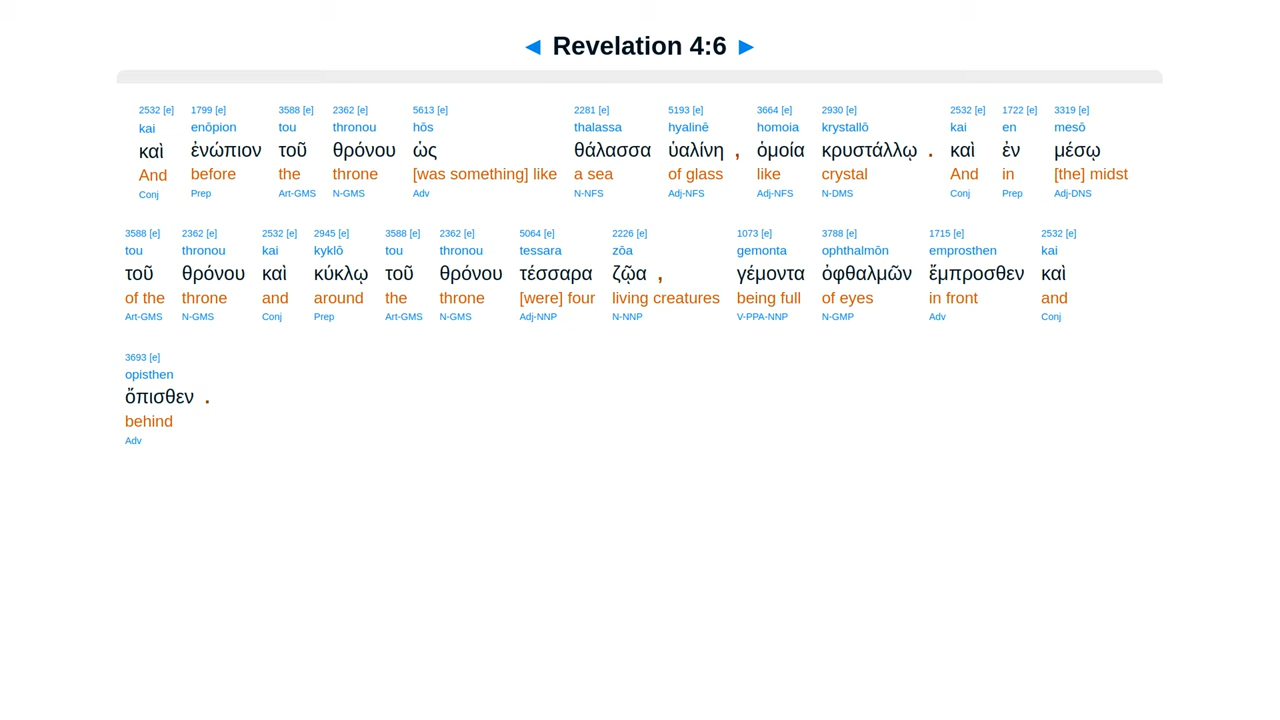 ◄ Revelation 4:6 ►
2532 [e] 1799 [e] 3588 [e] 2362 [e] 5613 [e] 2281 [e] 5193 [e] 3664 [e] 2930 [e] 2532 [e] 1722 [e] 3319 [e]
kai enōpion tou thronou hōs thalassa hyalinē homoia krystallō kai en mesō
καὶ ἐνώπιον τοῦ θρόνου ὡς θάλασσα ὑαλίνη , ὁμοία κρυστάλλῳ . καὶ ἐν μέσῳ
And before the throne [was something] like a sea of glass like crystal And in [the] midst
Conj Prep Art-GMS N-GMS Adv N-NFS Adj-NFS Adj-NFS N-DMS Conj Prep Adj-DNS
3588 [e] 2362 [e] 2532 [e] 2945 [e] 3588 [e] 2362 [e] 5064 [e] 2226 [e] 1073 [e] 3788 [e] 1715 [e] 2532 [e]
tou thronou kai kyklō tou thronou tessara zōa gemonta ophthalmōn emprosthen kai
τοῦ θρόνου καὶ κύκλῳ τοῦ θρόνου τέσσαρα ζῷα , γέμοντα ὀφθαλμῶν ἔμπροσθεν καὶ
of the throne and around the throne [were] four living creatures being full of eyes in front and
Art-GMS N-GMS Conj Prep Art-GMS N-GMS Adj-NNP N-NNP V-PPA-NNP N-GMP Adv Conj
3693 [e]
opisthen
ὄπισθεν .
behind
Adv